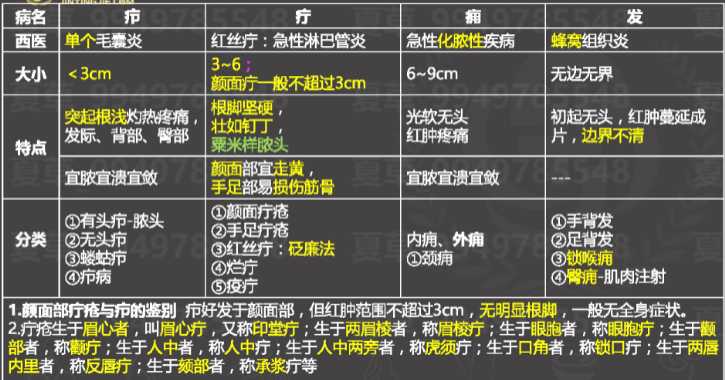 病名 疖 疔 痈 发
西医 单个毛囊炎 红丝疔：急性淋巴管炎 急性化脓性疾病 蜂窝组织炎
大小 ＜3cm 3~6； 颜面疔一般不超过3cm 6~9cm 无边无界
特点
突起根浅灼热疼痛，
发际、背部、臀部
根脚坚硬，
壮如钉丁，
粟米样脓头
光软无头
红肿疼痛
初起无头，红肿蔓延成
片，边界不清
宜脓宜溃宜敛
颜面部宜走黄，
手足部易损伤筋骨
宜脓宜溃宜敛
---
分类
①有头疖-脓头
②无头疖
③蝼蛄疖
④疖病
①颜面疔疮
②手足疔疮
③红丝疔：砭廉法
④烂疔
⑤疫疔
内痈、外痈
①颈痈
①手背发
②足背发
③锁喉痈
④臀痈-肌肉注射
1.颜面部疔疮与疖的鉴别 疖好发于颜面部，但红肿范围不超过3cm，无明显根脚，一般无全身症状。
2.疔疮生于眉心者，叫眉心疔，又称印堂疔；生于两眉棱者，称眉棱疔；生于眼胞者，称眼胞疔；生于颧
部者，称颧疔；生于人中者，称人中疔；生于人中两旁者，称虎须疔；生于口角者，称锁口疔；生于两唇
内里者，称反唇疔；生于颏部者，称承浆疔等